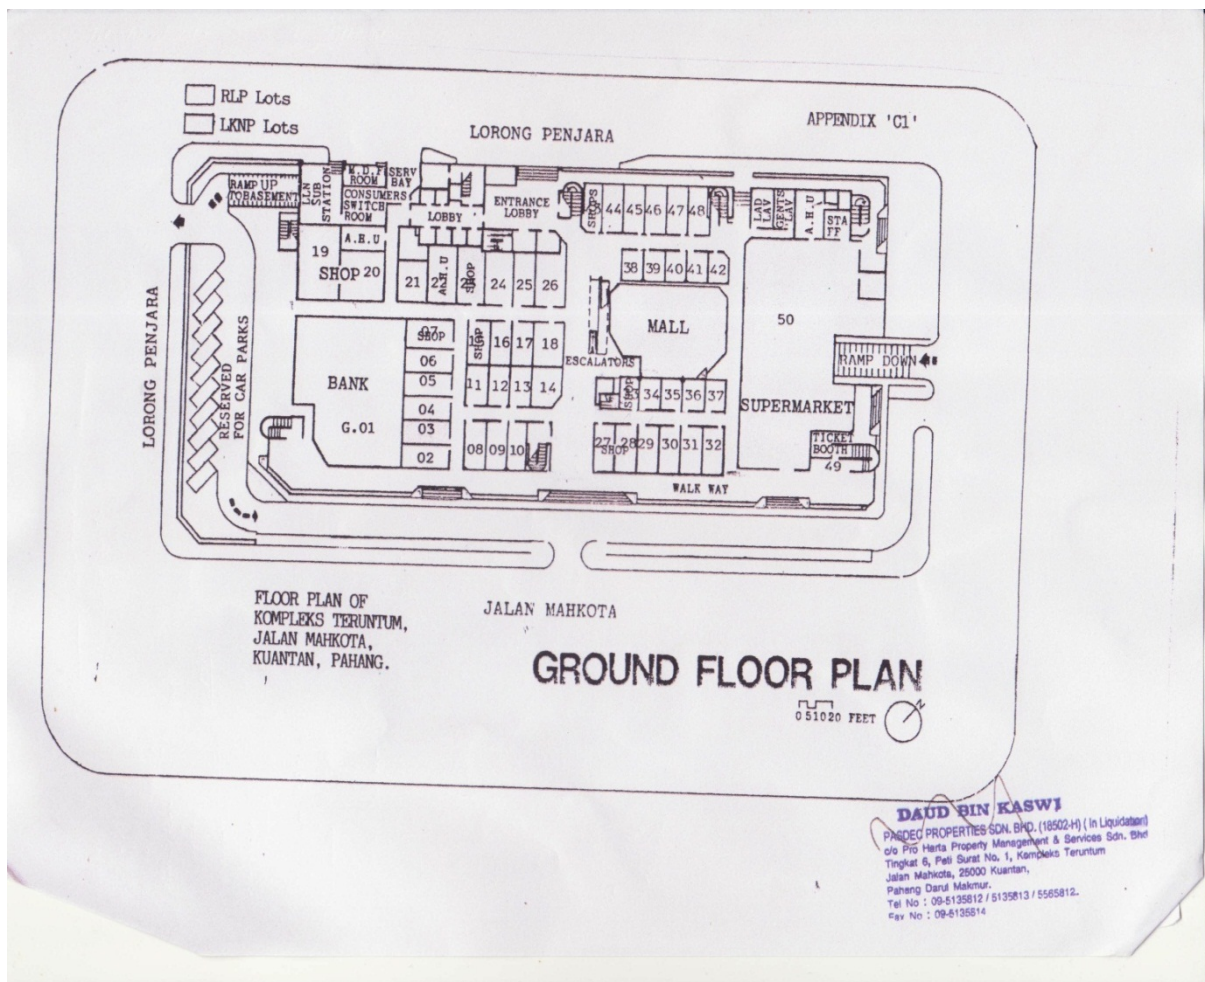 RLP Lots
LKNP Lots
LORONG PENJARA
APPENDIX 'C1'
RAMP UP
TO BASEMENT
LLN
SUB
STATION
M.D.F
ROOM
SERV
BAY
CONSUMERS
SWITCH
ROOM
LOBBY
ENTRANCE
LOBBY
SHOPS
44 45 46 47 48
LAD
LAV
GENTS
LAV
A.H.U
STA
FF
19
A.H.U
SHOP 20
21
A.H.U
SHOP
24 25 26
38 39 40 41 42
MALL
50
LORONG PENJARA
RESERVED
FOR CAR PARKS
07
SHOP
06
05
04
03
02
BANK
G.01
SHOP
16 17 18
11 12 13 14
08 09 10
ESCALATORS
SHOP
33 34 35 36 37
27 28 29 30 31 32
SHOP
RAMP DOWN
SUPERMARKET
TICKET
BOOTH
49
WALK WAY
FLOOR PLAN OF
KOMPLEKS TERUNTUM,
JALAN MAHKOTA,
KUANTAN, PAHANG.
JALAN MAHKOTA
GROUND FLOOR PLAN
0 5 10 20 FEET
N
DAUD BIN KASWI
PASDEC PROPERTIES SDN. BHD. (18502-H) ( In Liquidation)
c/o Pro Harta Property Management & Services Sdn. Bhd
Tingkat 6, Peti Surat No. 1, Kompleks Teruntum
Jalan Mahkota, 25000 Kuantan,
Pahang Darul Makmur.
Tel No : 09-5135812 / 5135813 / 5565812.
Fax No : 09-5135814